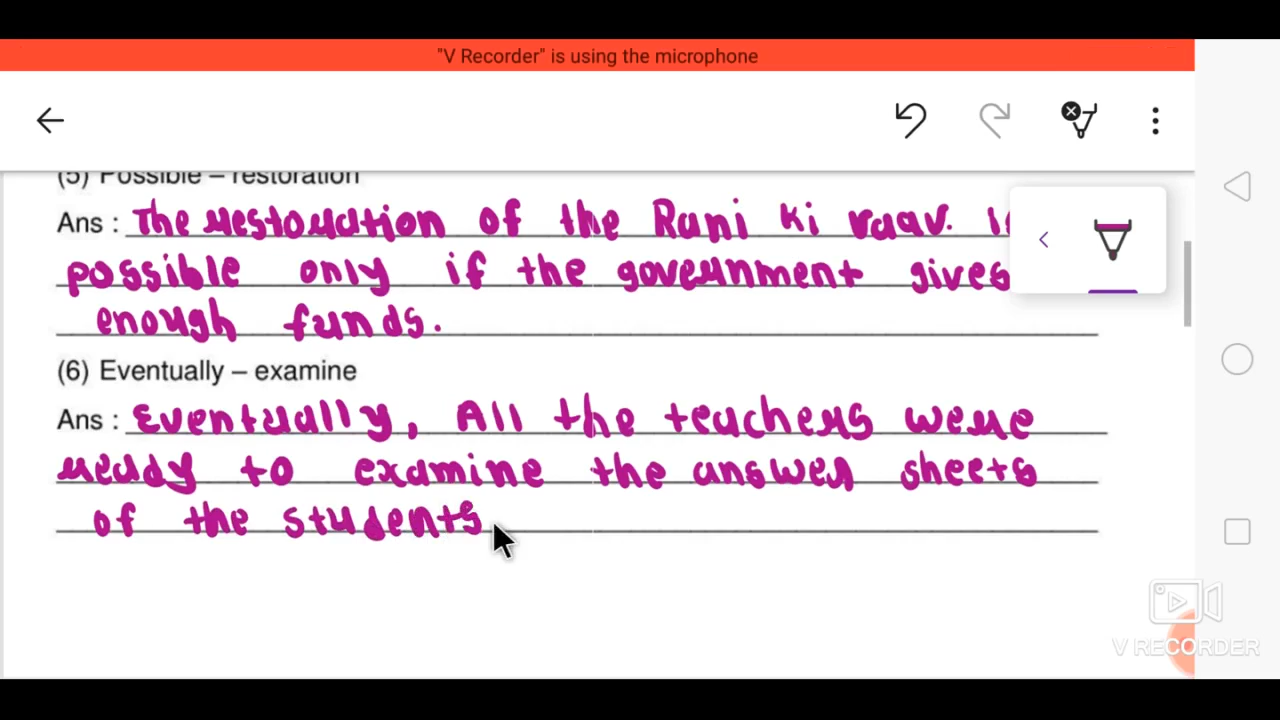 "V Recorder" is using the microphone
(5) Possible – restoration
Ans : The restoration of the Rani ki vaav. is
possible only if the government gives
enough funds.
(6) Eventually – examine
Ans : Eventually, All the teachers were
ready to examine the answer sheets
of the students
V RECORDER